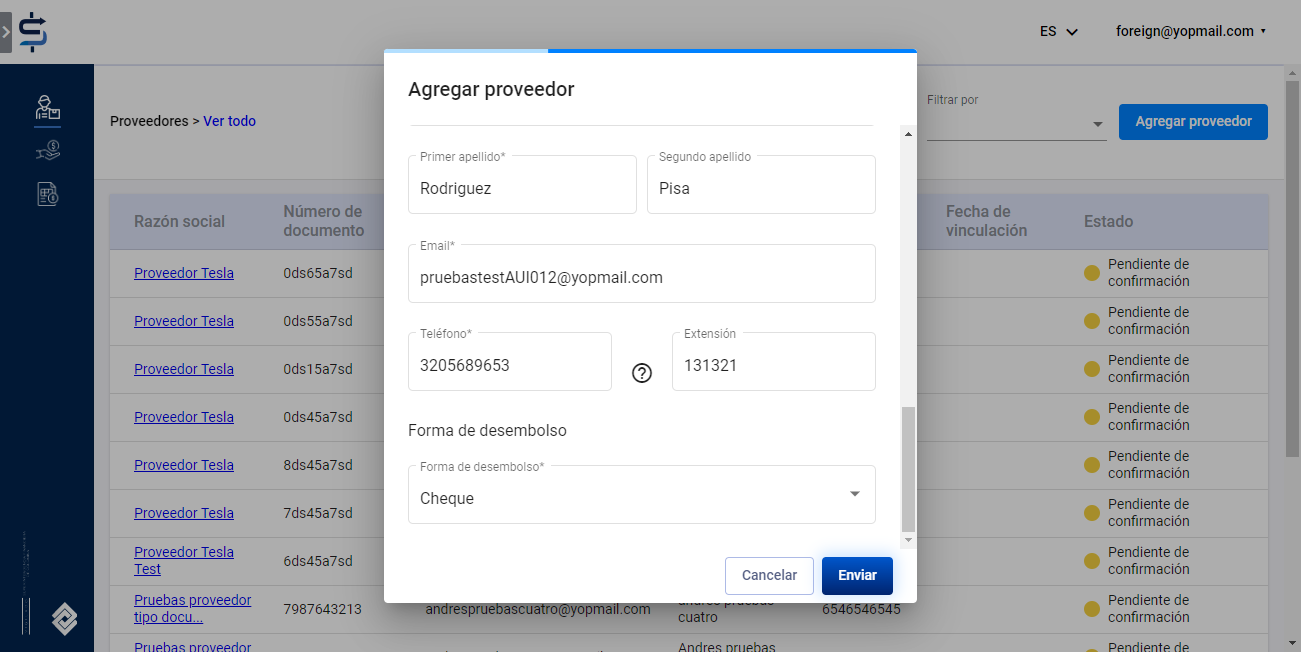 ES
foreign@yopmail.com
Agregar proveedor
Proveedores > Ver todo
Filtrar por
Agregar proveedor
Primer apellido*
Rodriguez
Segundo apellido
Pisa
Email*
pruebastestAUI012@yopmail.com
Teléfono*
3205689653
?
Extensión
131321
Forma de desembolso
Forma de desembolso*
Cheque
Cancelar
Enviar
Razón social
Número de
documento
Fecha de
vinculación
Estado
Proveedor Tesla
0ds65a7sd
Pendiente de
confirmación
Proveedor Tesla
0ds55a7sd
Pendiente de
confirmación
Proveedor Tesla
0ds15a7sd
Pendiente de
confirmación
Proveedor Tesla
0ds45a7sd
Pendiente de
confirmación
Proveedor Tesla
8ds45a7sd
Pendiente de
confirmación
Proveedor Tesla
7ds45a7sd
Pendiente de
confirmación
Proveedor Tesla
Test
6ds45a7sd
Pendiente de
confirmación
Pruebas proveedor
tipo docu...
7987643213
andrespruebascuatro@yopmail.com
andres pruebas
cuatro
6546546545
Pendiente de
confirmación
Pruebas proveedor
Andres pruebas
Pendiente de